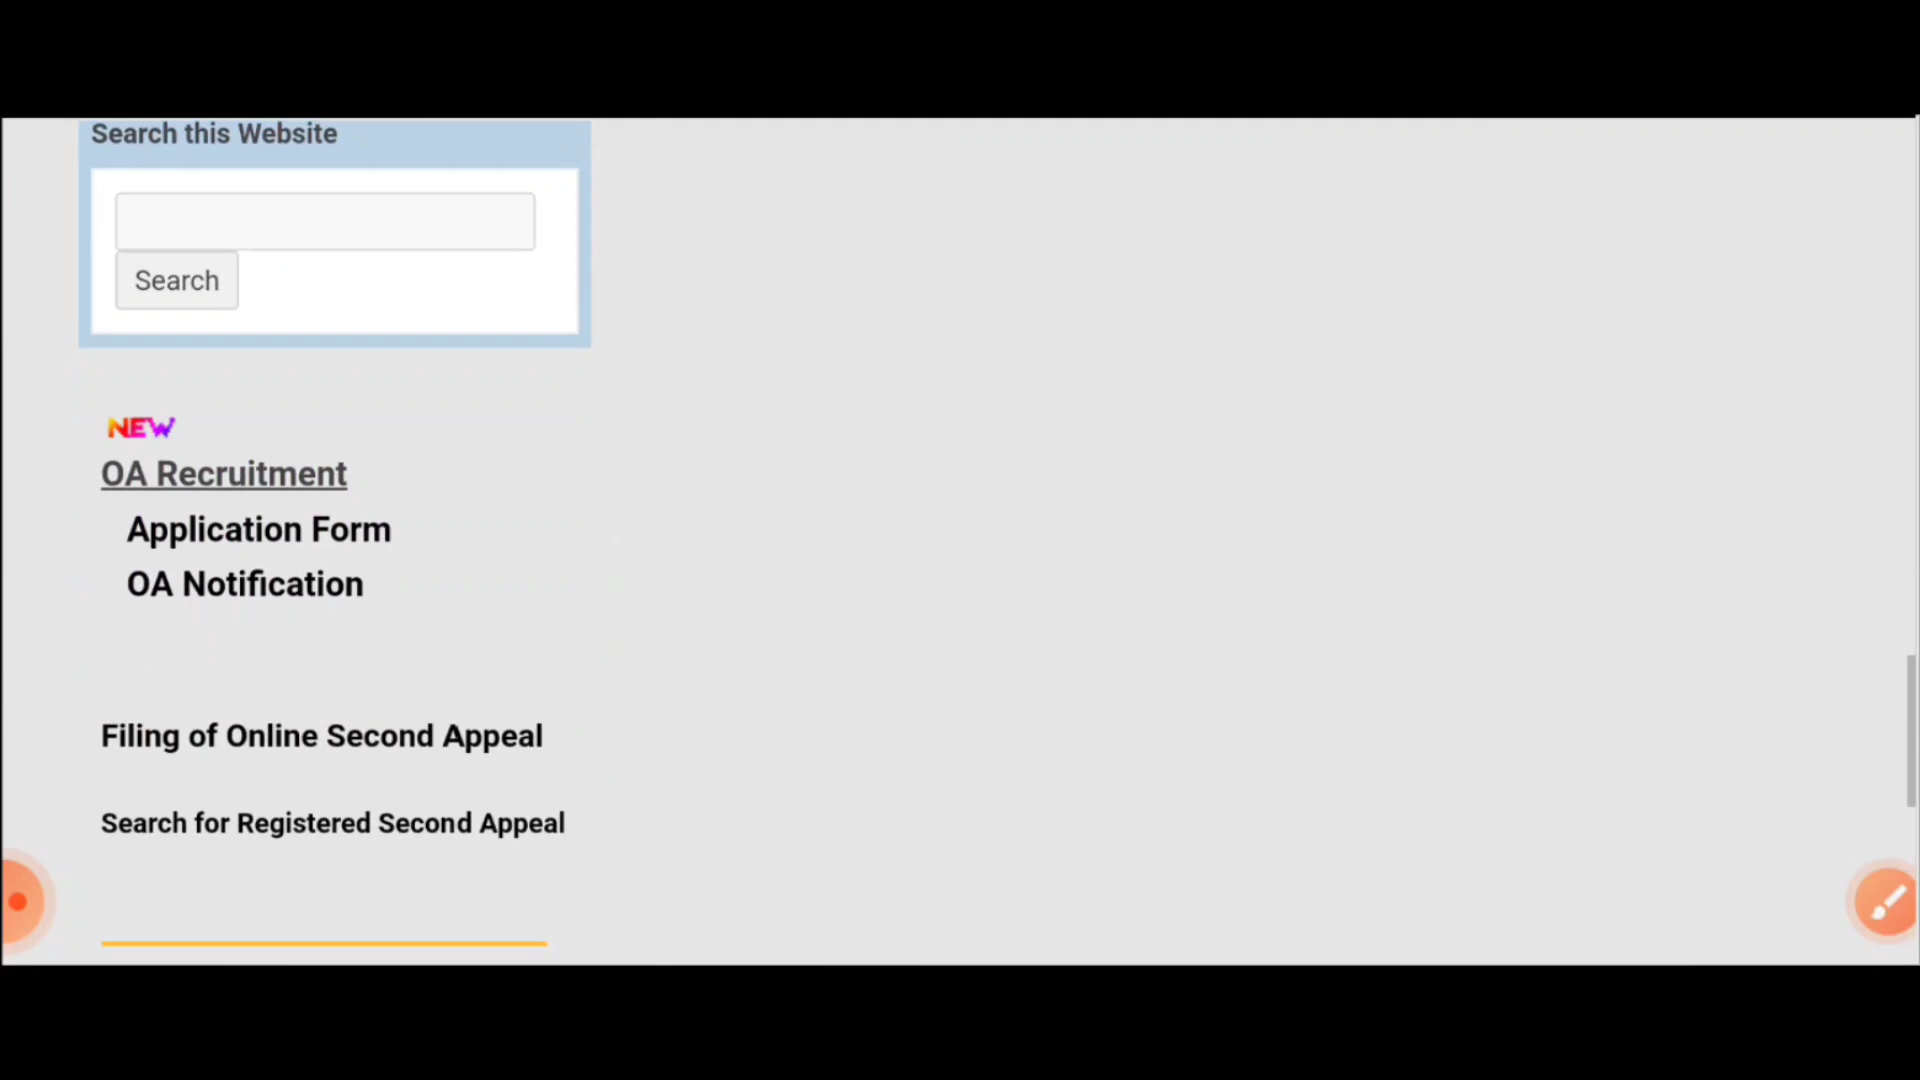 Search this Website
Search
NEW
OA Recruitment
Application Form
OA Notification
Filing of Online Second Appeal
Search for Registered Second Appeal